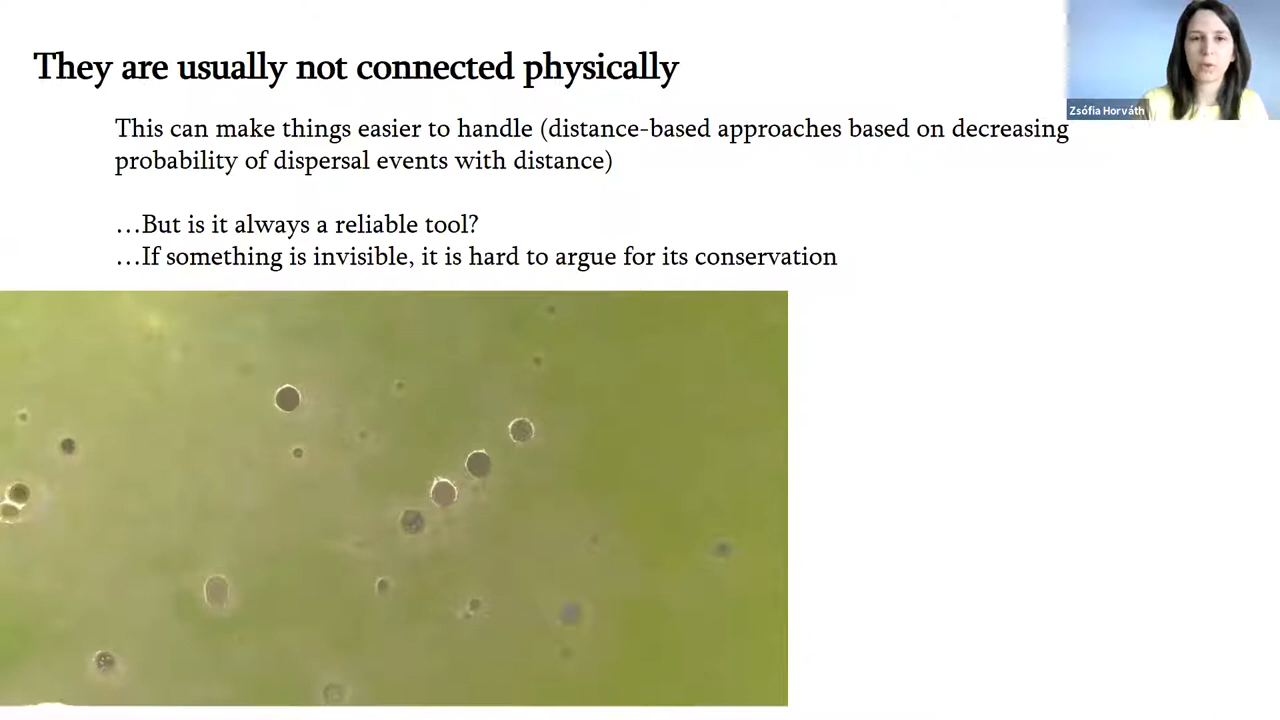 They are usually not connected physically
Zsófia Horváth
This can make things easier to handle (distance-based approaches based on decreasing
probability of dispersal events with distance)
…But is it always a reliable tool?
…If something is invisible, it is hard to argue for its conservation